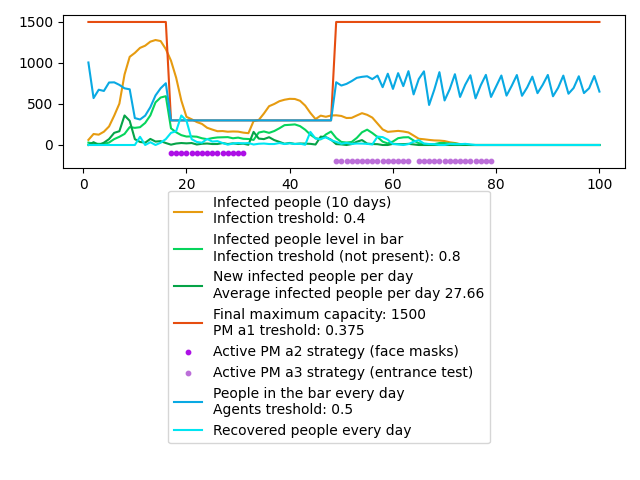 1500
1000
500
0
0 20 40 60 80 100
Infected people (10 days)
Infection treshold: 0.4
Infected people level in bar
Infection treshold (not present): 0.8
New infected people per day
Average infected people per day 27.66
Final maximum capacity: 1500
PM a1 treshold: 0.375
Active PM a2 strategy (face masks)
Active PM a3 strategy (entrance test)
People in the bar every day
Agents treshold: 0.5
Recovered people every day